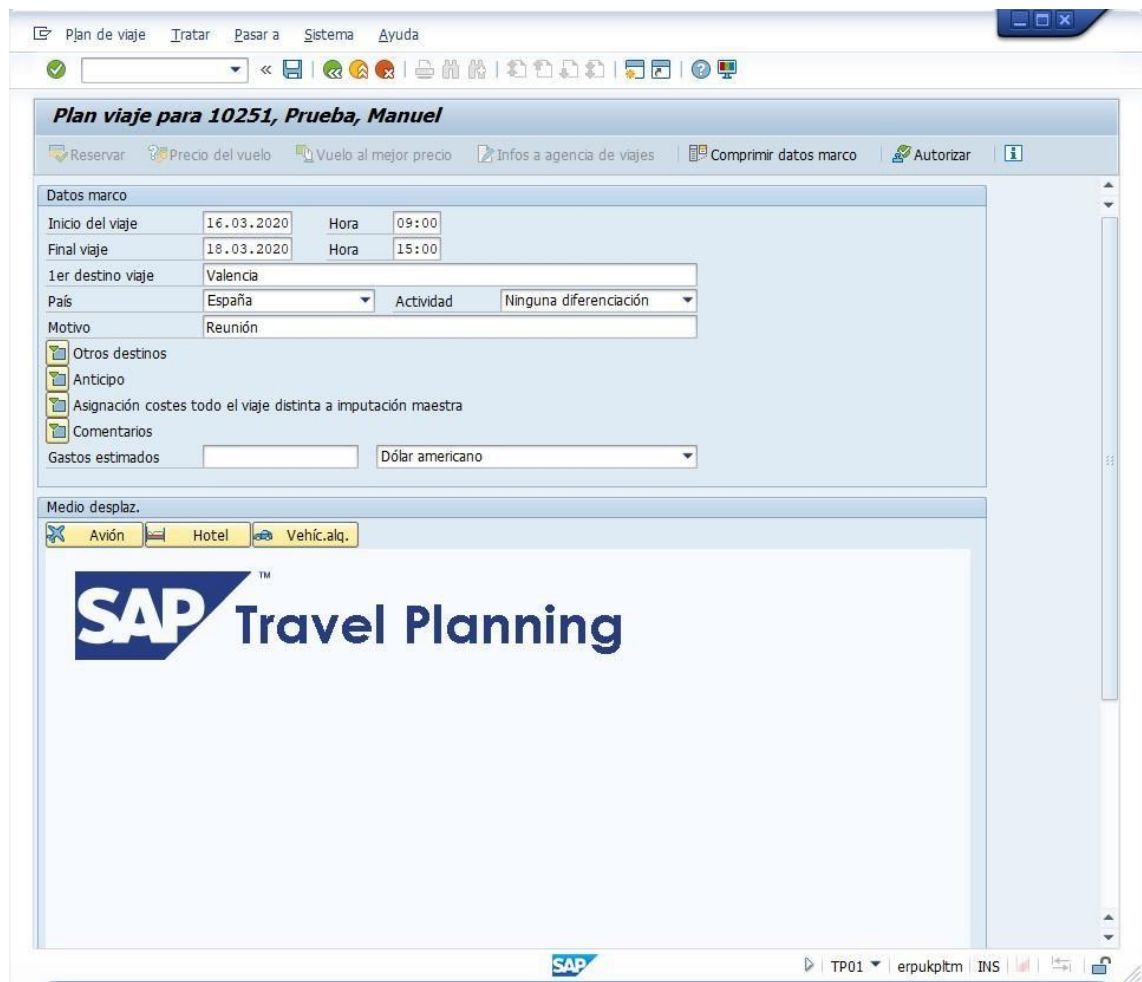 Plan de viaje Tratar Pasar a Sistema Ayuda
Plan viaje para 10251, Prueba, Manuel
Reservar Precio del vuelo Vuelo al mejor precio Infos a agencia de viajes Comprimir datos marco Autorizar
Datos marco
Inicio del viaje 16.03.2020 Hora 09:00
Final viaje 18.03.2020 Hora 15:00
1er destino viaje Valencia
País España Actividad Ninguna diferenciación
Motivo Reunión
Otros destinos
Anticipo
Asignación costes todo el viaje distinta a imputación maestra
Comentarios
Gastos estimados Dólar americano
Medio desplaz.
Avión Hotel Vehíc.alq.
SAP™ Travel Planning
SAP TP01 erpukpltm INS